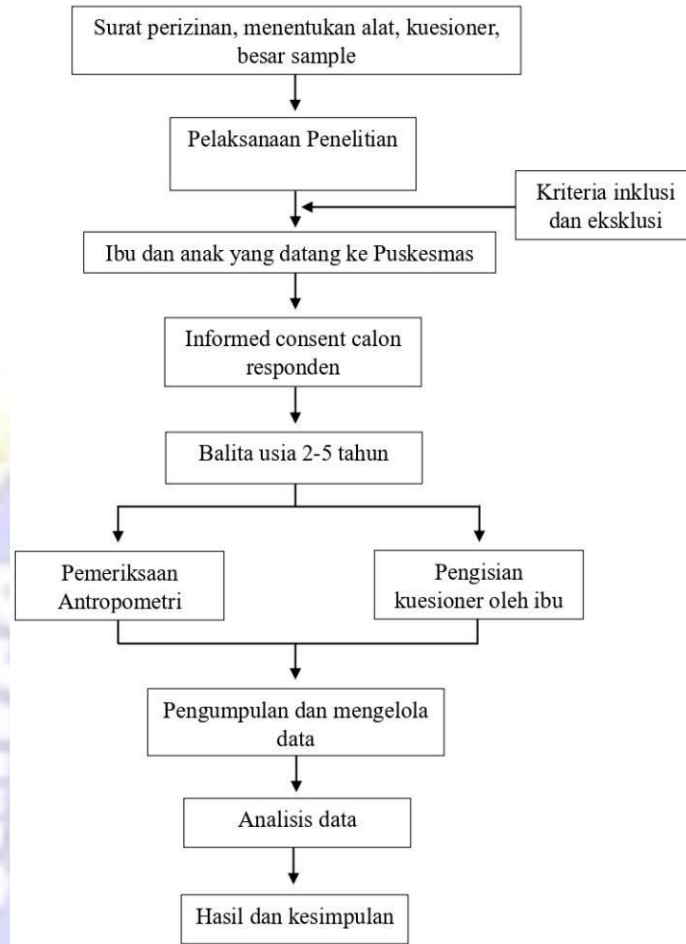 Surat perizinan, menentukan alat, kuesioner,
besar sample
Pelaksanaan Penelitian
Kriteria inklusi
dan eksklusi
Ibu dan anak yang datang ke Puskesmas
Informed consent calon
responden
Balita usia 2-5 tahun
Pemeriksaan
Antropometri
Pengisian
kuesioner oleh ibu
Pengumpulan dan mengelola
data
Analisis data
Hasil dan kesimpulan